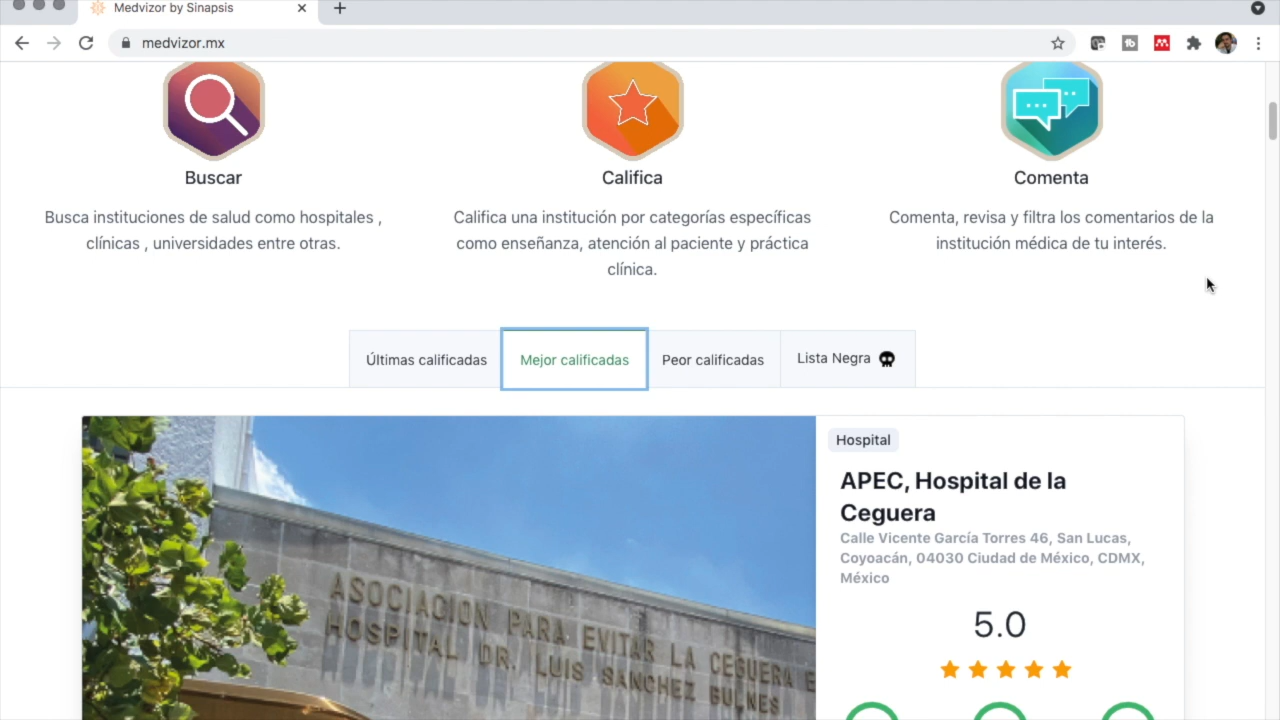 Medvizor by Sinapsis
medvizor.mx
Buscar
Busca instituciones de salud como hospitales ,
clínicas , universidades entre otras.
Califica
Califica una institución por categorías específicas
como enseñanza, atención al paciente y práctica
clínica.
Comenta
Comenta, revisa y filtra los comentarios de la
institución médica de tu interés.
Últimas calificadas
Mejor calificadas
Peor calificadas
Lista Negra
ASOCIACION PARA EVITAR LA CEGUERA E
HOSPITAL DR. LUIS SANCHEZ BULNES
Hospital
APEC, Hospital de la
Ceguera
Calle Vicente García Torres 46, San Lucas,
Coyoacán, 04030 Ciudad de México, CDMX,
México
5.0